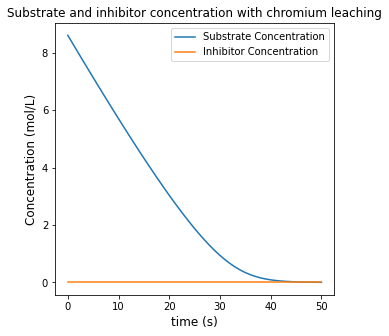 Substrate and inhibitor concentration with chromium leaching
Substrate Concentration
Inhibitor Concentration
Concentration (mol/L)
8
6
4
2
0
0 10 20 30 40 50
time (s)